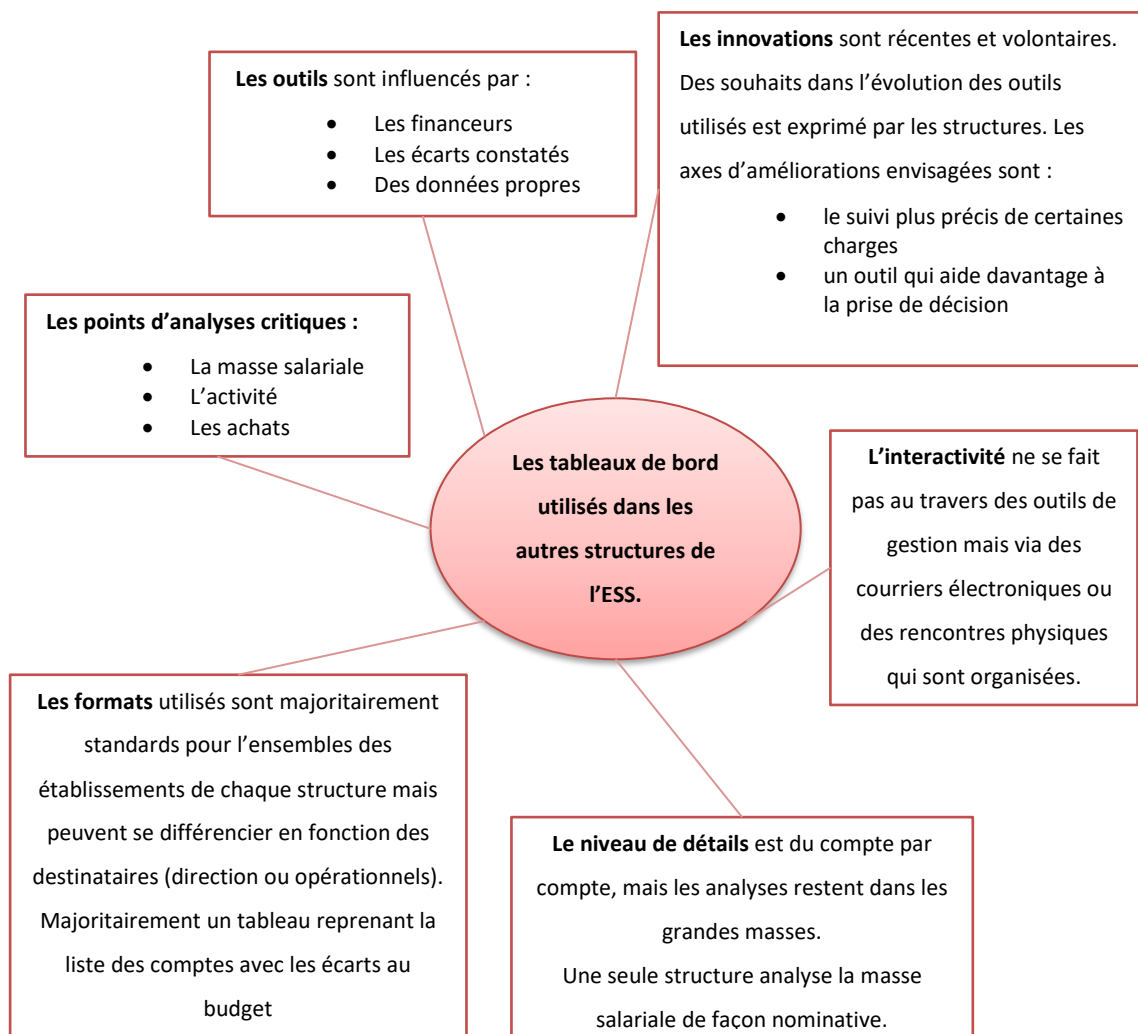 Les outils sont influencés par :
• Les financeurs
• Les écarts constatés
• Des données propres
Les innovations sont récentes et volontaires.
Des souhaits dans l’évolution des outils
utilisés est exprimé par les structures. Les
axes d’améliorations envisagées sont :
• le suivi plus précis de certaines
charges
• un outil qui aide davantage à
la prise de décision
Les points d’analyses critiques :
• La masse salariale
• L’activité
• Les achats
Les tableaux de bord
utilisés dans les
autres structures de
l’ESS.
L’interactivité ne se fait
pas au travers des outils de
gestion mais via des
courriers électroniques ou
des rencontres physiques
qui sont organisées.
Les formats utilisés sont majoritairement
standards pour l’ensembles des
établissements de chaque structure mais
peuvent se différencier en fonction des
destinataires (direction ou opérationnels).
Majoritairement un tableau reprenant la
liste des comptes avec les écarts au
budget
Le niveau de détails est du compte par
compte, mais les analyses restent dans les
grandes masses.
Une seule structure analyse la masse
salariale de façon nominative.